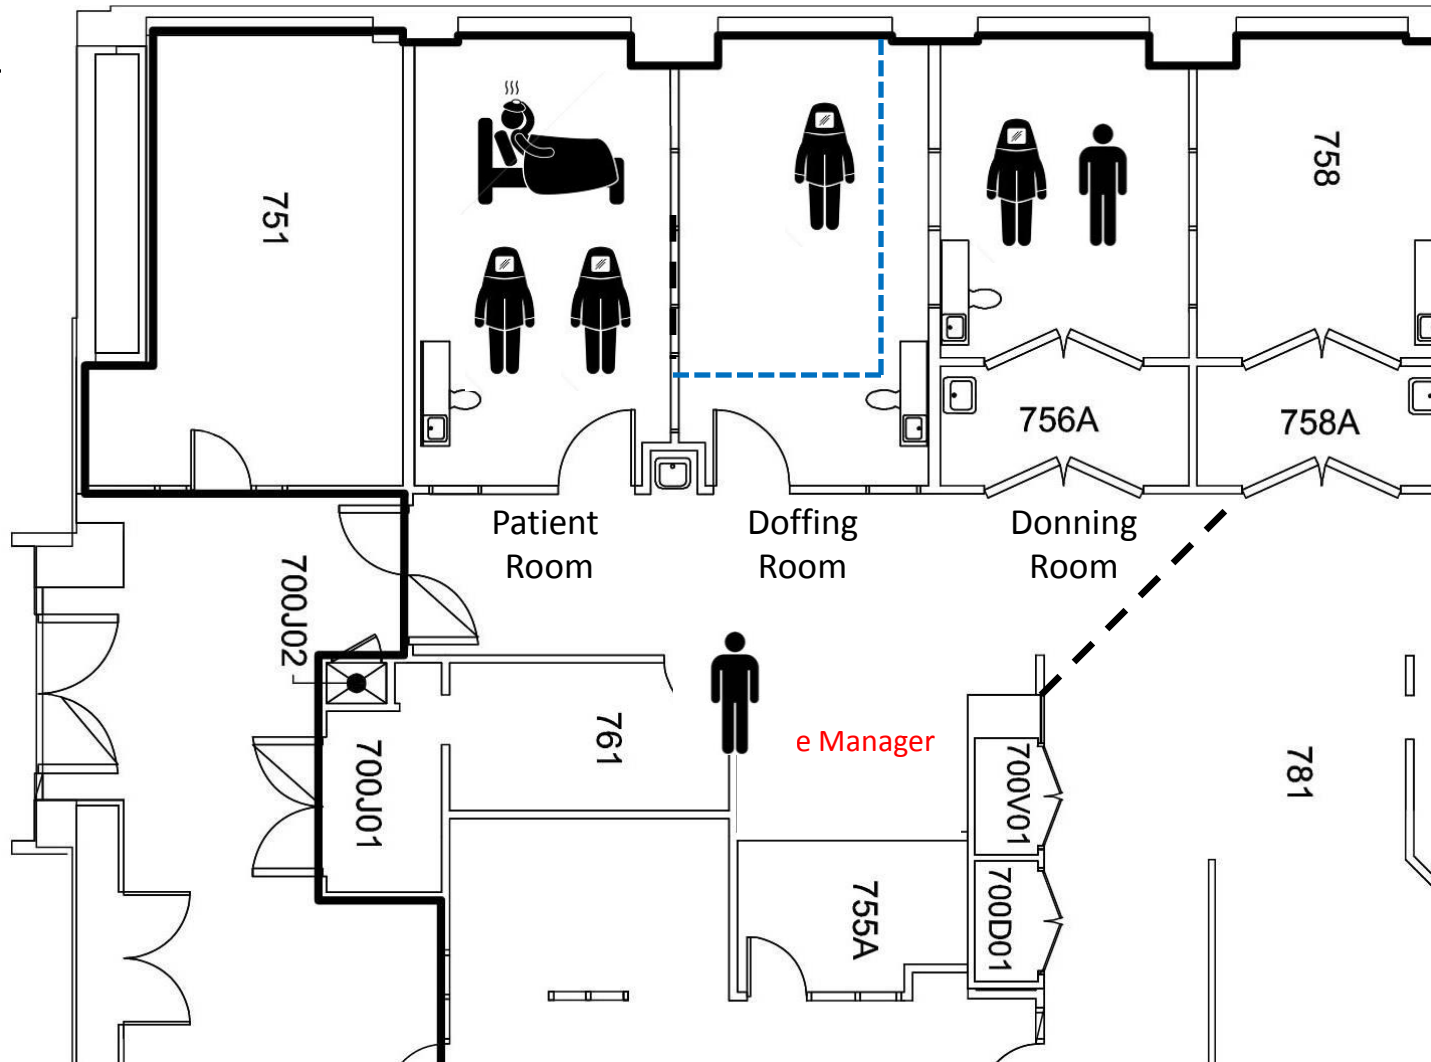 751
758
756A
758A
Patient
Room
Doffing
Room
Donning
Room
700J02
761
e Manager
700J01
700V01
781
755A
700D01